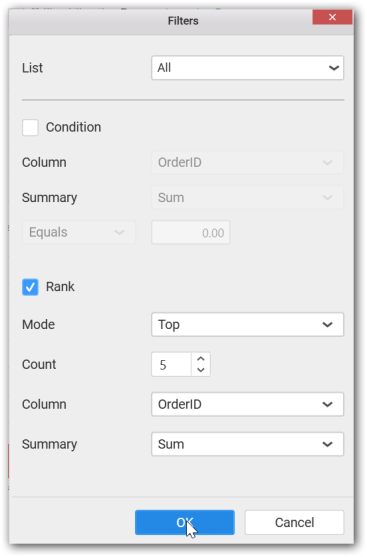 Filters
List All
Condition
Column OrderID
Summary Sum
Equals 0.00
Rank
Mode Top
Count 5
Column OrderID
Summary Sum
OK Cancel